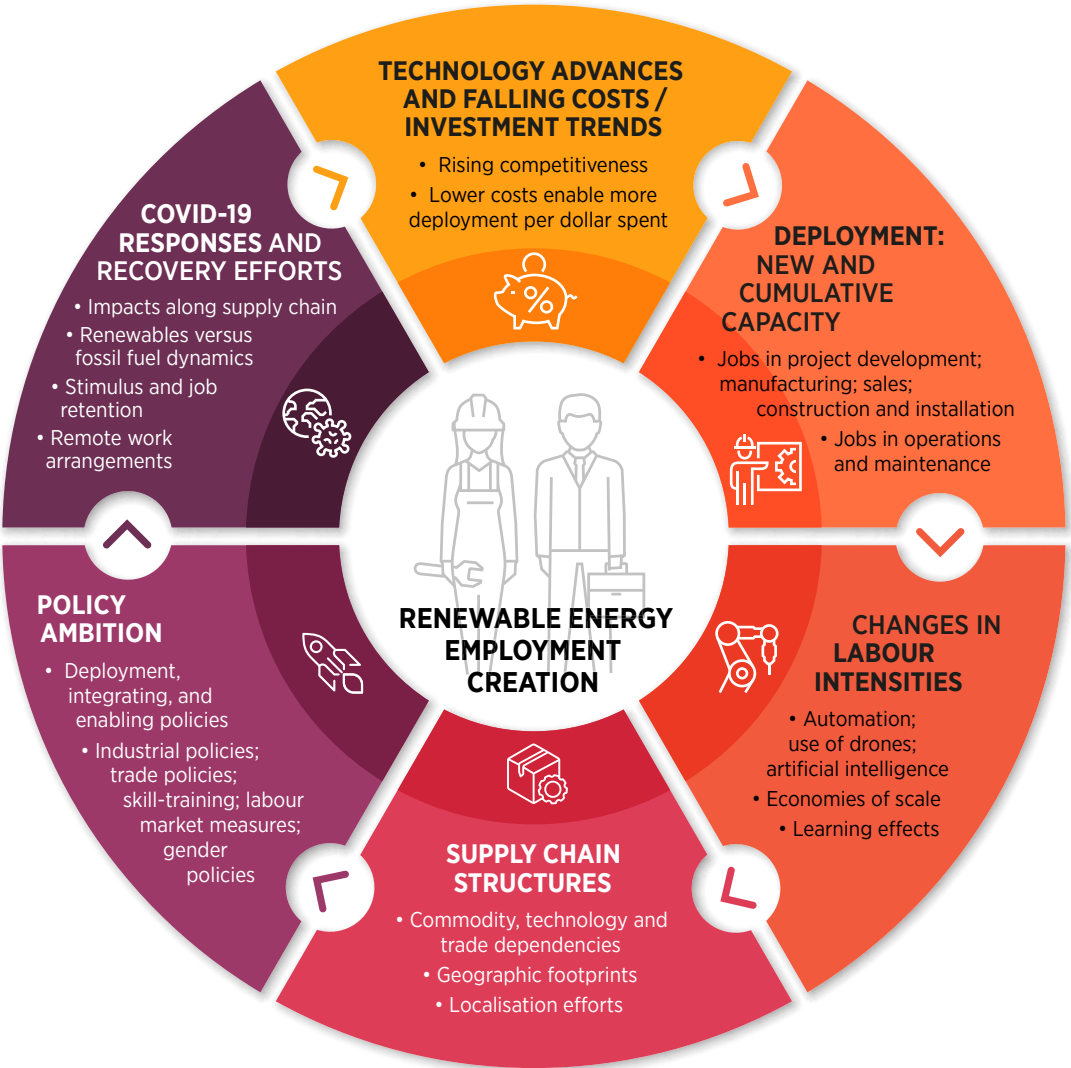 TECHNOLOGY ADVANCES
AND FALLING COSTS /
INVESTMENT TRENDS
• Rising competitiveness
• Lower costs enable more
deployment per dollar spent
DEPLOYMENT:
NEW AND
CUMULATIVE
CAPACITY
• Jobs in project development;
manufacturing; sales;
construction and installation
• Jobs in operations
and maintenance
CHANGES IN
LABOUR
INTENSITIES
• Automation;
use of drones;
artificial intelligence
• Economies of scale
• Learning effects
SUPPLY CHAIN
STRUCTURES
• Commodity, technology and
trade dependencies
• Geographic footprints
• Localisation efforts
POLICY
AMBITION
• Deployment,
integrating, and
enabling policies
• Industrial policies;
trade policies;
skill-training; labour
market measures;
gender
policies
COVID-19
RESPONSES AND
RECOVERY EFFORTS
• Impacts along supply chain
• Renewables versus
fossil fuel dynamics
• Stimulus and job
retention
• Remote work
arrangements
RENEWABLE ENERGY
EMPLOYMENT
CREATION
%